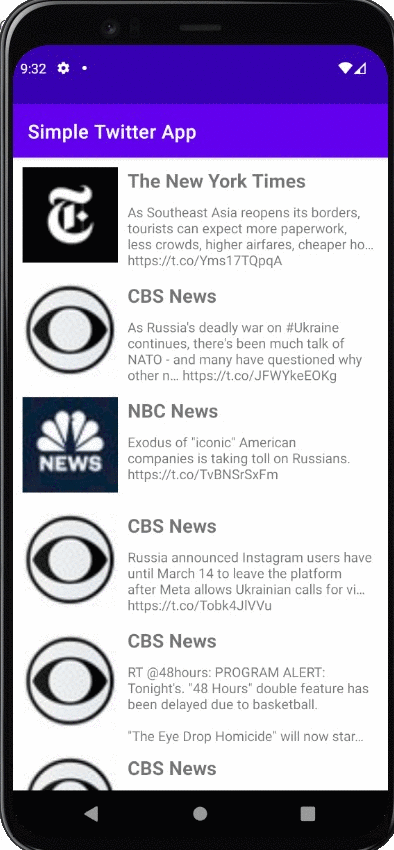 9:32
Simple Twitter App
The New York Times
As Southeast Asia reopens its borders,
tourists can expect more paperwork,
less crowds, higher airfares, cheaper ho…
https://t.co/Yms17TQpqA
CBS News
As Russia's deadly war on #Ukraine
continues, there's been much talk of
NATO - and many have questioned why
other n… https://t.co/JFWYkeEOKg
NBC News
NEWS
Exodus of "iconic" American
companies is taking toll on Russians.
https://t.co/TvBNSrSxFm
CBS News
Russia announced Instagram users have
until March 14 to leave the platform
after Meta allows Ukrainian calls for vi…
https://t.co/Tobk4JlVVu
CBS News
RT @48hours: PROGRAM ALERT:
Tonight's. "48 Hours" double feature has
been delayed due to basketball.
"The Eye Drop Homicide" will now star…
CBS News